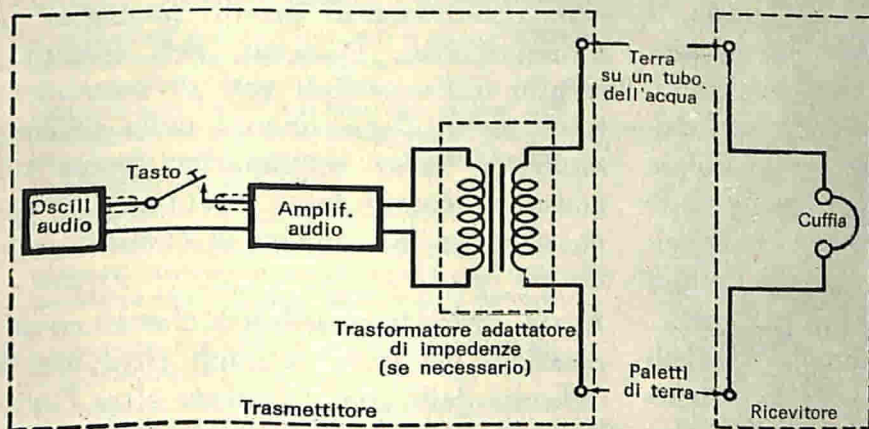 Terra
su un tubo
dell'acqua
Tasto
Oscill
audio
Amplif.
audio
Cuffia
Trasformatore adattatore
di impedenze
(se necessario)
Paletti
di terra
Trasmettitore
Ricevitore